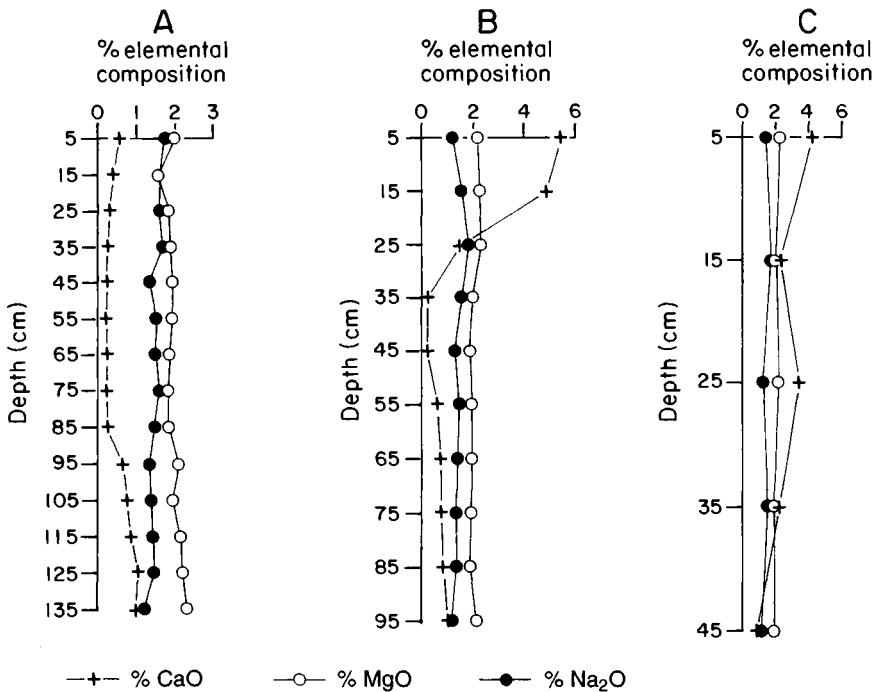 A
% elemental
composition
0 1 2 3
5
15
25
35
45
55
65
75
85
95
105
115
125
135
Depth (cm)
B
% elemental
composition
0 2 4 6
5
15
25
35
45
55
65
75
85
95
Depth (cm)
C
% elemental
composition
0 2 4 6
5
15
25
35
45
Depth (cm)
% CaO % MgO % Na₂O